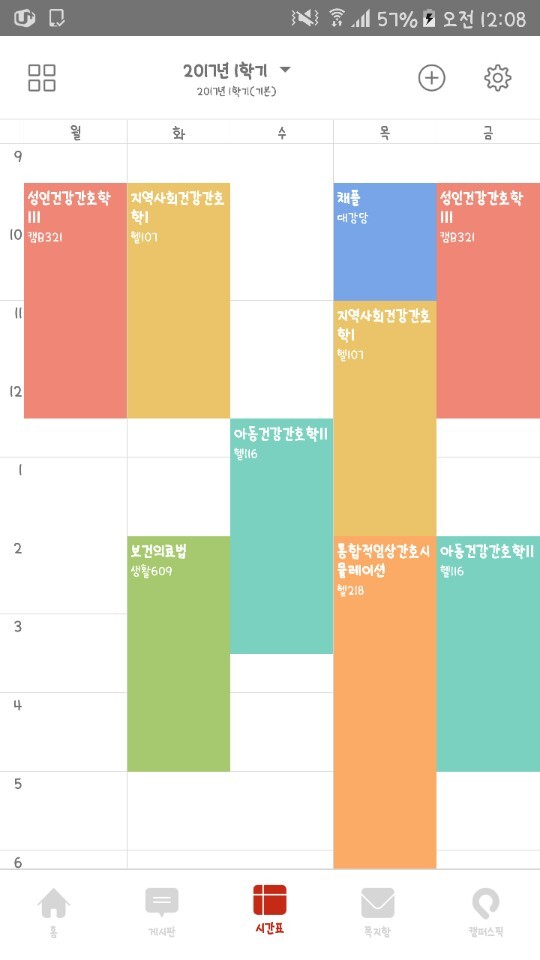 57% 오전 12:08
2017년 1학기
2017년 1학기(기본)
월 화 수 목 금
9
10
11
12
1
2
3
4
5
6
성인건강간호학
III
캠B321
지역사회건강간호
학I
헬107
아동건강간호학II
헬116
보건의료법
생활609
채플
대강당
지역사회건강간호
학I
헬107
통합적임상간호시
뮬레이션
헬218
성인건강간호학
III
캠B321
아동건강간호학II
헬116
홈 게시판 시간표 쪽지함 캠퍼스픽